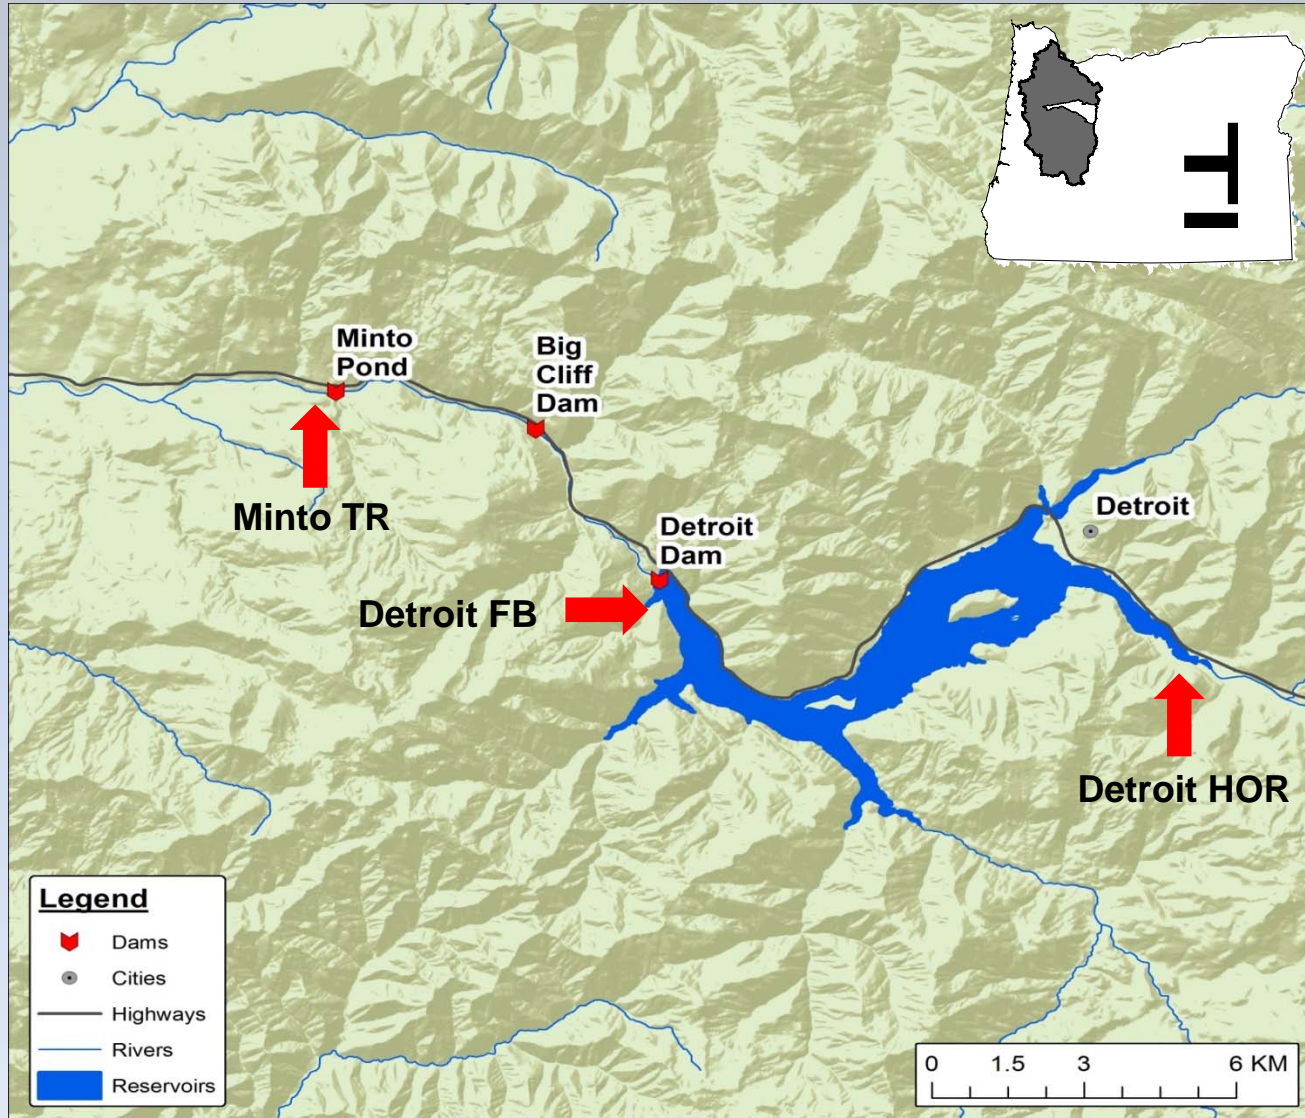 Minto
Pond
Big
Cliff
Dam
Minto TR
Detroit
Dam
Detroit
Detroit FB
Detroit HOR
Legend
Dams
Cities
Highways
Rivers
Reservoirs
0 1.5 3 6 KM